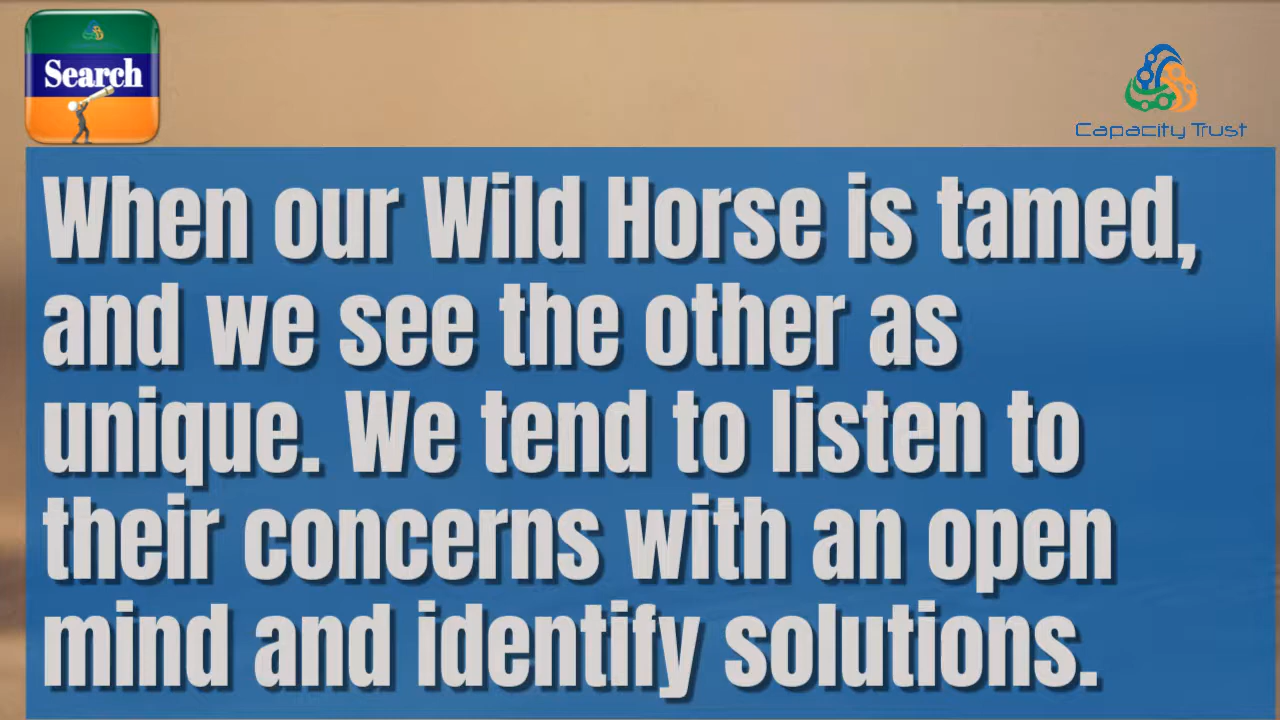 Search
Capacity Trust
When our Wild Horse is tamed,
and we see the other as
unique. We tend to listen to
their concerns with an open
mind and identify solutions.